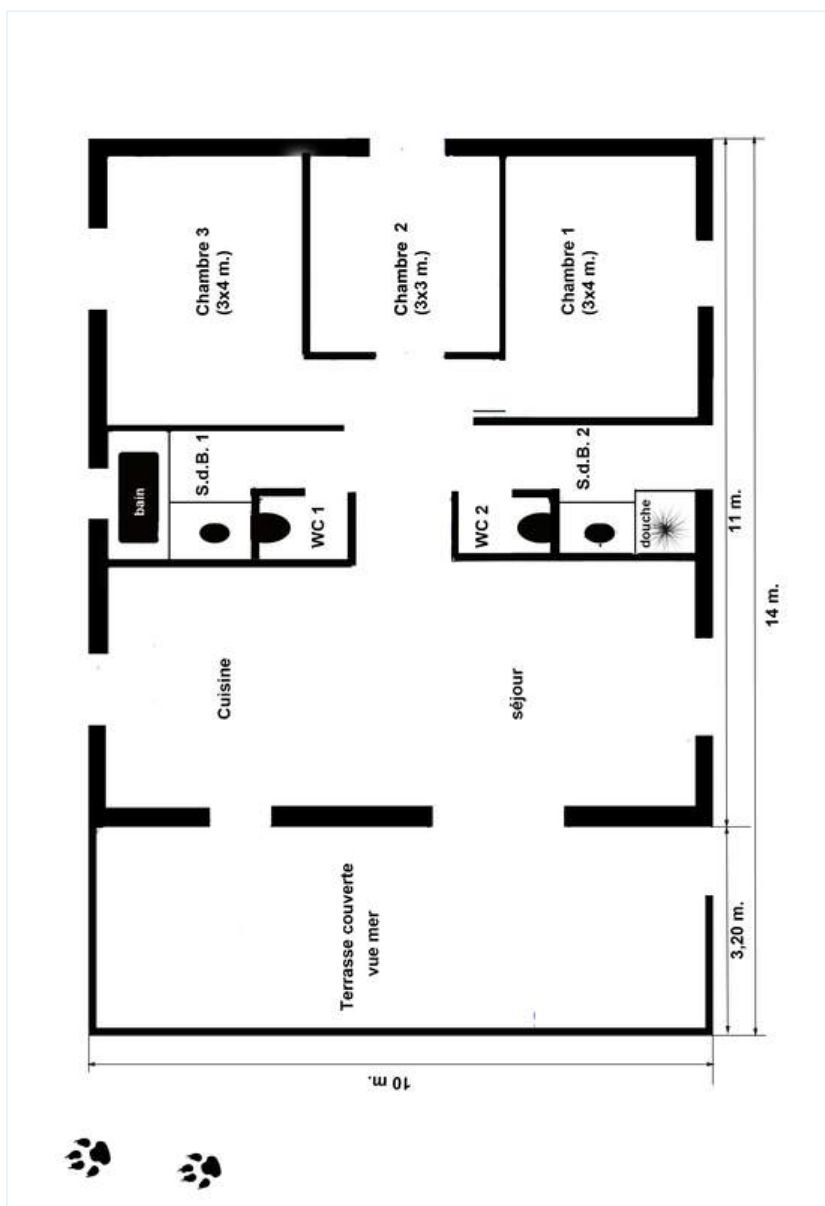 Chambre 3
(3x4 m.)
Chambre 2
(3x3 m.)
Chambre 1
(3x4 m.)
bain
S.d.B. 1
WC 1
WC 2
S.d.B. 2
douche
Cuisine
séjour
Terrasse couverte
vue mer
11 m.
14 m.
3,20 m.
10 m.